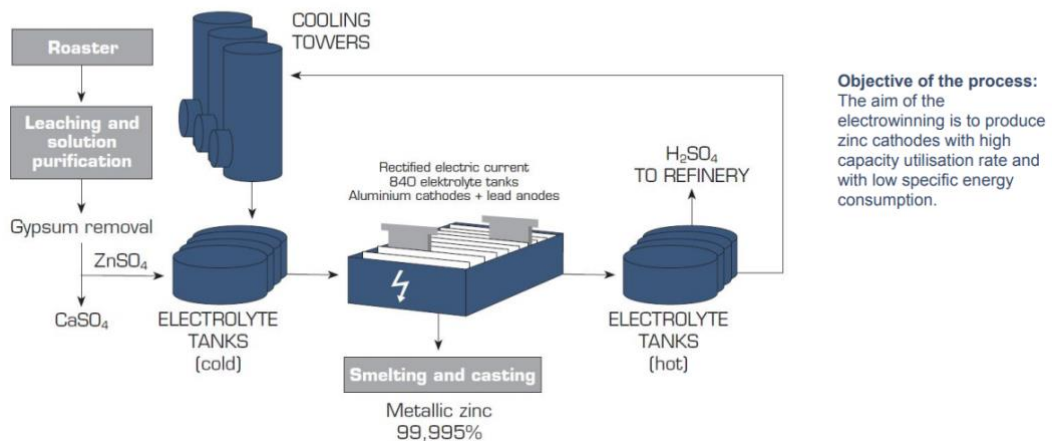 COOLING
TOWERS
Roaster
Leaching and
solution
purification
Gypsum removal
ZnSO₄
CaSO₄
ELECTROLYTE
TANKS
(cold)
Rectified electric current
840 elektrolyte tanks
Aluminium cathodes + lead anodes
Smelting and casting
Metallic zinc
99,995%
H₂SO₄
TO REFINERY
ELECTROLYTE
TANKS
(hot)
Objective of the process:
The aim of the
electrowinning is to produce
zinc cathodes with high
capacity utilisation rate and
with low specific energy
consumption.